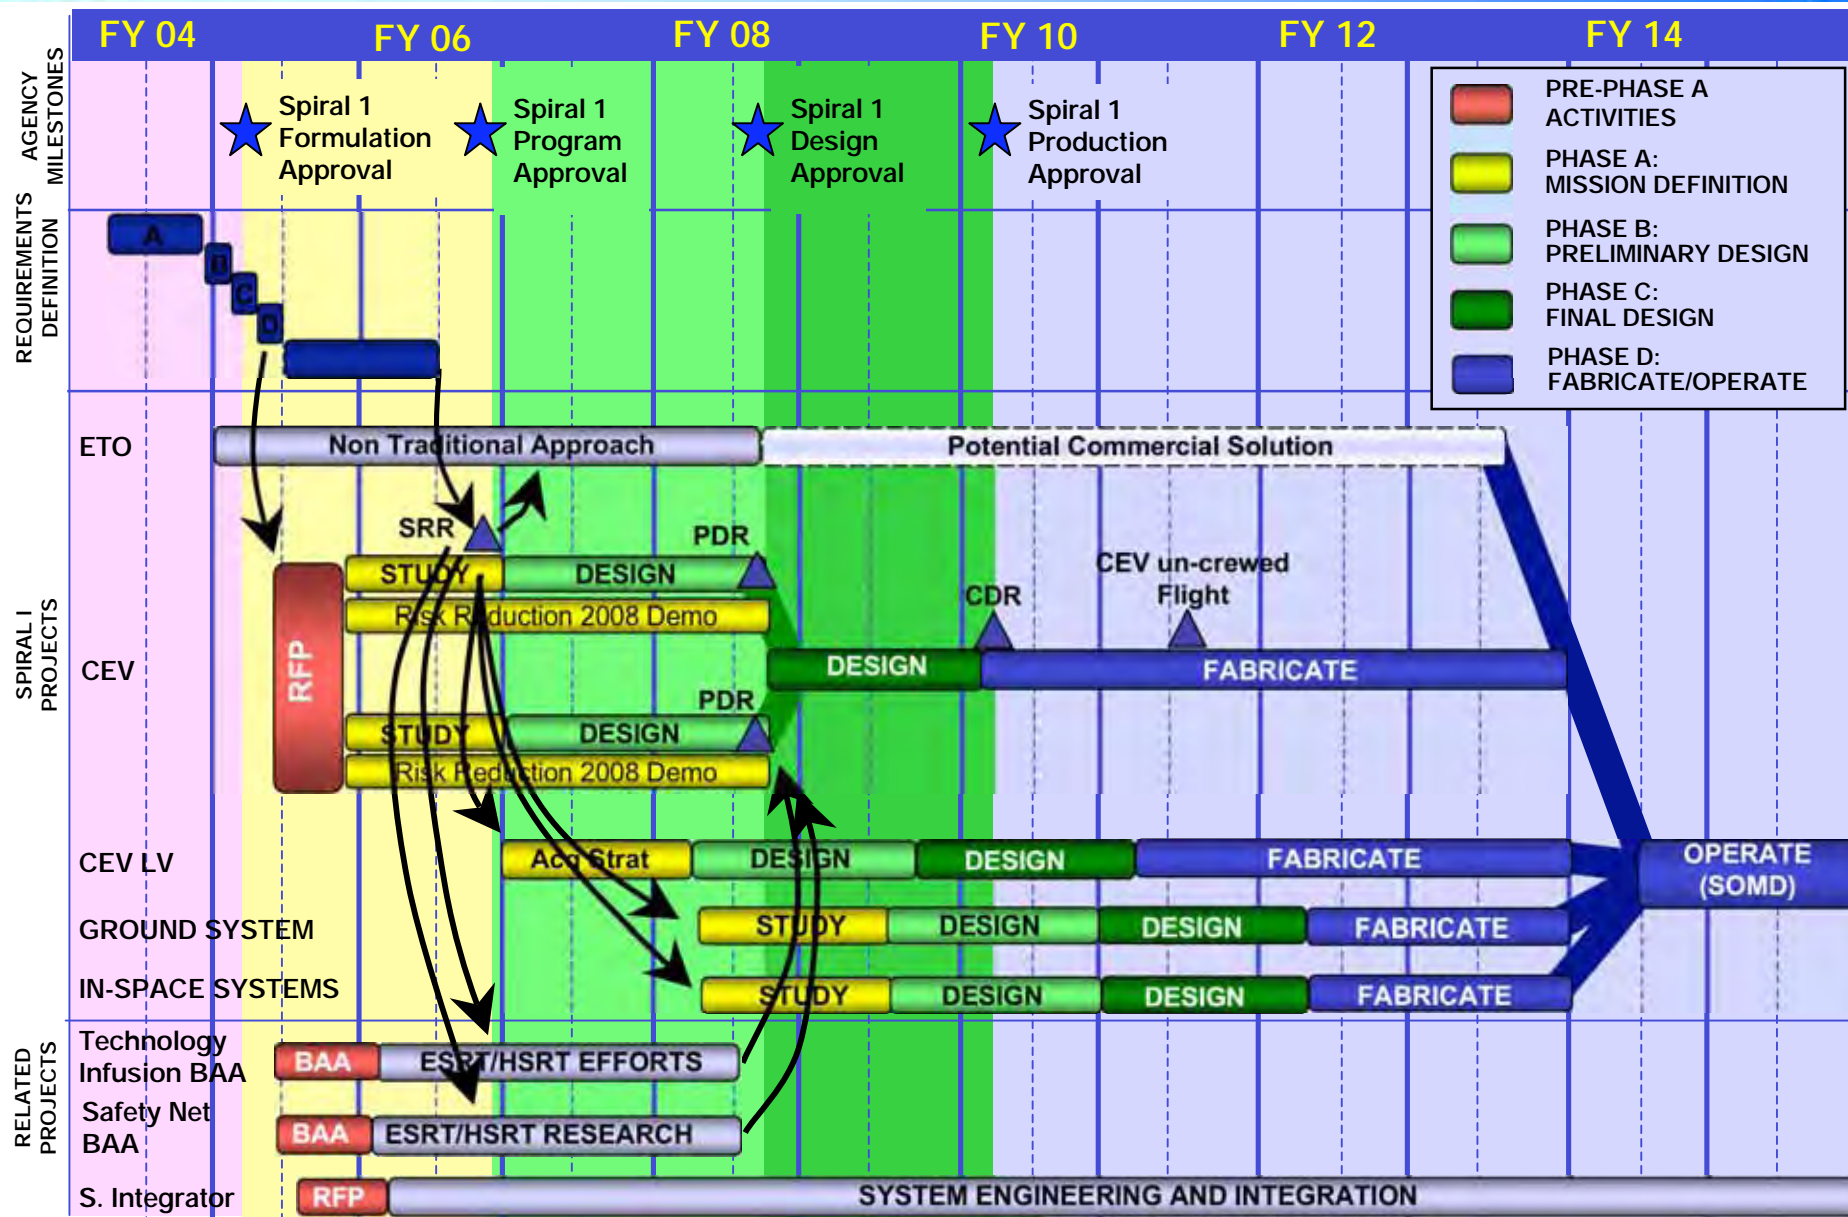 FY 04
FY 06
FY 08
FY 10
FY 12
FY 14
AGENCY
MILESTONES
Spiral 1
Formulation
Approval
Spiral 1
Program
Approval
Spiral 1
Design
Approval
Spiral 1
Production
Approval
PRE-PHASE A
ACTIVITIES
PHASE A:
MISSION DEFINITION
PHASE B:
PRELIMINARY DESIGN
PHASE C:
FINAL DESIGN
PHASE D:
FABRICATE/OPERATE
REQUIREMENTS
DEFINITION
A
B
C
D
SPIRAL I
PROJECTS
ETO
Non Traditional Approach
Potential Commercial Solution
SRR
PDR
STUDY
DESIGN
Risk Reduction 2008 Demo
CEV un-crewed
Flight
CDR
CEV
RFP
DESIGN
FABRICATE
PDR
STUDY
DESIGN
Risk Reduction 2008 Demo
CEV LV
Acq Strat
DESIGN
DESIGN
FABRICATE
OPERATE
(SOMD)
GROUND SYSTEM
STUDY
DESIGN
DESIGN
FABRICATE
IN-SPACE SYSTEMS
STUDY
DESIGN
DESIGN
FABRICATE
RELATED
PROJECTS
Technology
Infusion BAA
BAA
ESRT/HSRT EFFORTS
Safety Net
BAA
BAA
ESRT/HSRT RESEARCH
S. Integrator
RFP
SYSTEM ENGINEERING AND INTEGRATION